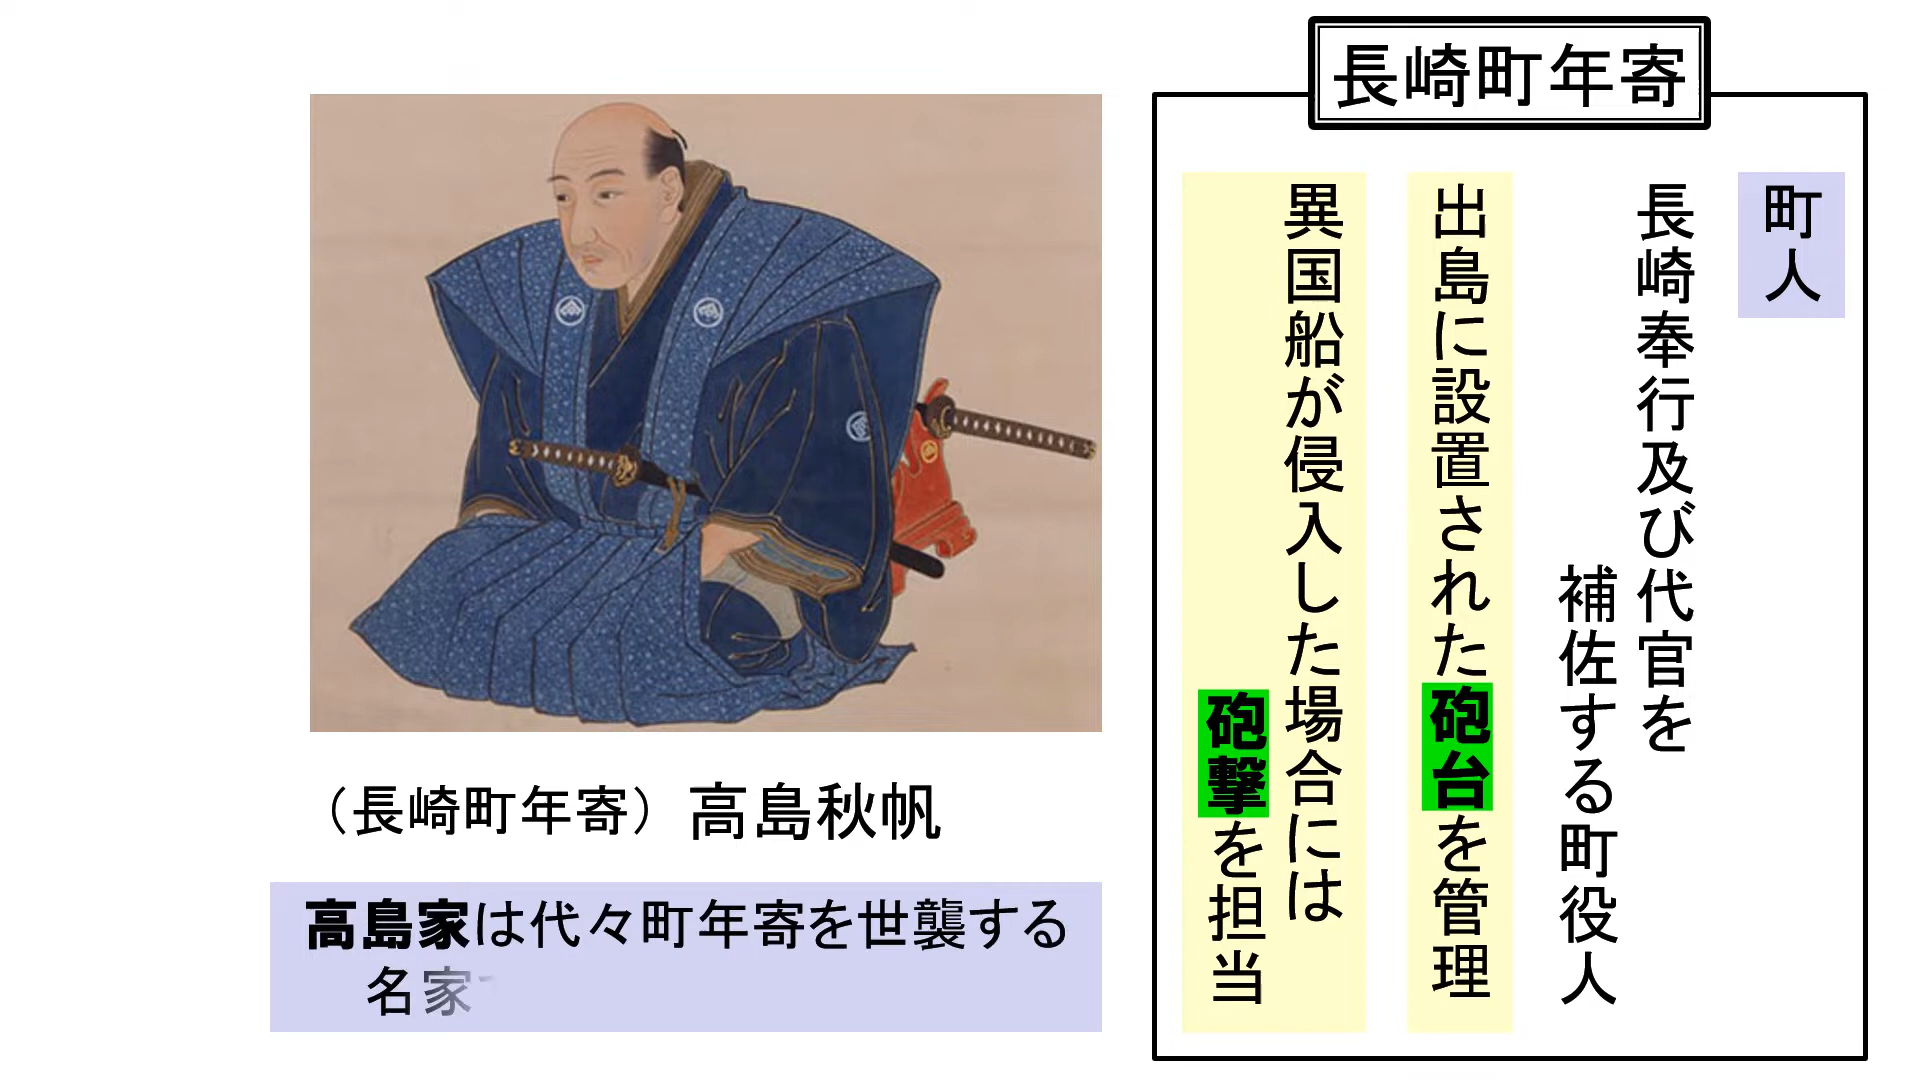 長崎町年寄
町人
長崎奉行及び代官を
補佐する町役人
出島に設置された砲台を管理
異国船が侵入した場合には
砲撃を担当
（長崎町年寄）高島秋帆
高島家は代々町年寄を世襲する
名家